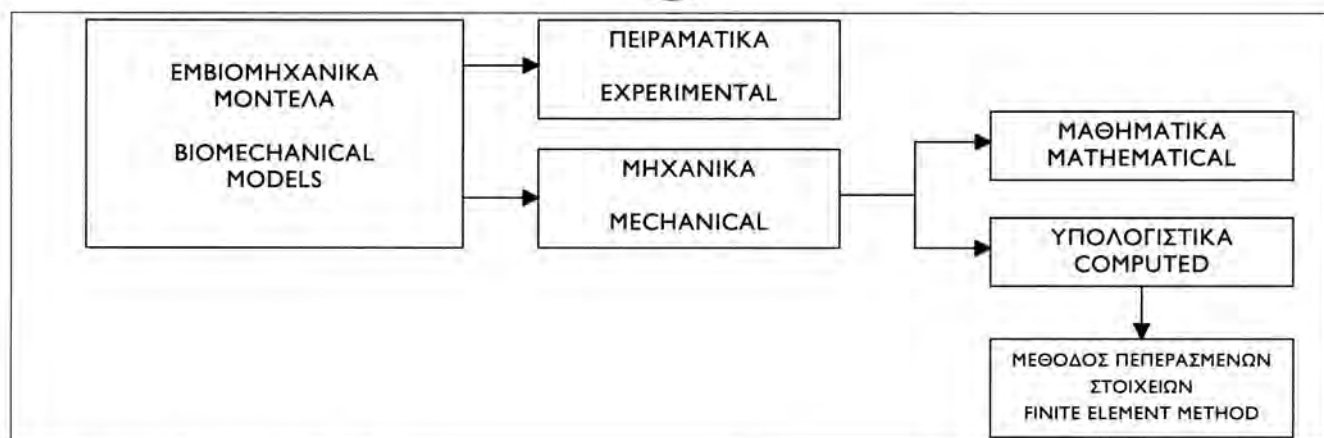 ΕΜΒΙΟΜΗΧΑΝΙΚΑ
ΜΟΝΤΕΛΑ
BIOMECHANICAL
MODELS
ΠΕΙΡΑΜΑΤΙΚΑ
EXPERIMENTAL
ΜΗΧΑΝΙΚΑ
MECHANICAL
ΜΑΘΗΜΑΤΙΚΑ
MATHEMATICAL
ΥΠΟΛΟΓΙΣΤΙΚΑ
COMPUTED
ΜΕΘΟΔΟΣ ΠΕΠΕΡΑΣΜΕΝΩΝ
ΣΤΟΙΧΕΙΩΝ
FINITE ELEMENT METHOD